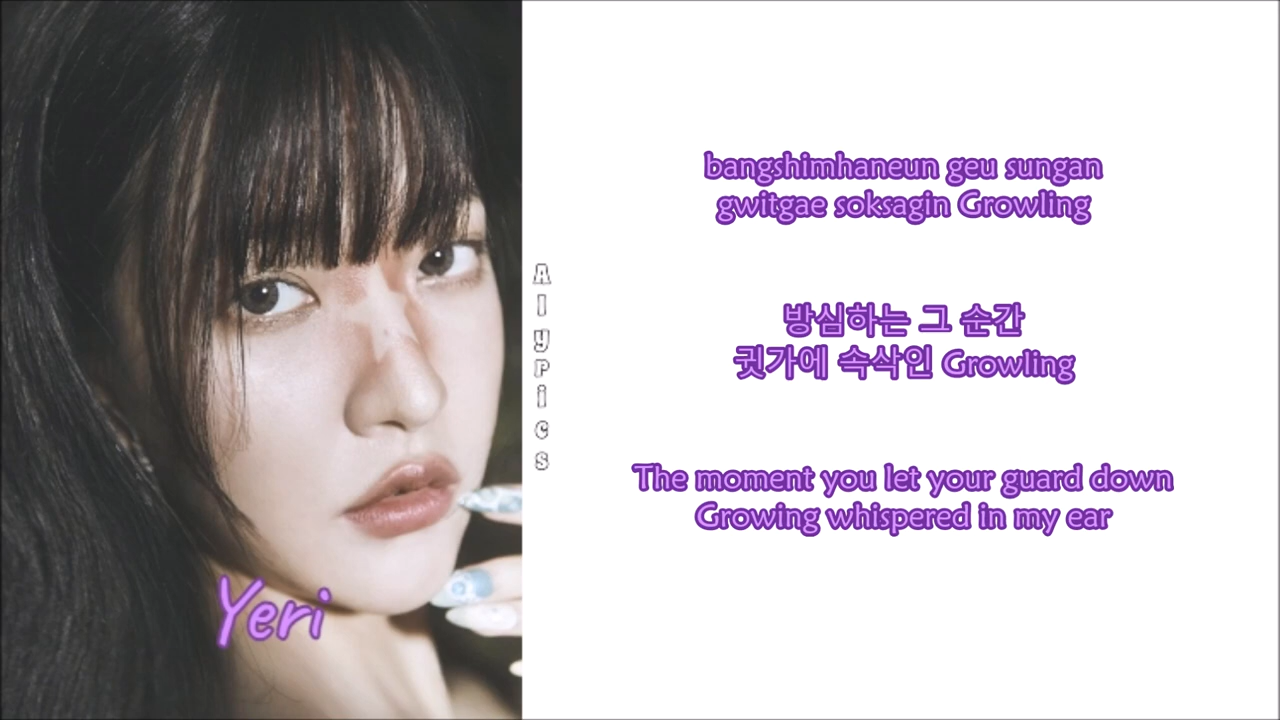 bangshimhaneun geu sungan
gwitgae soksagin Growling
방심하는 그 순간
귓가에 속삭인 Growling
The moment you let your guard down
Growing whispered in my ear
Alypics
Yeri